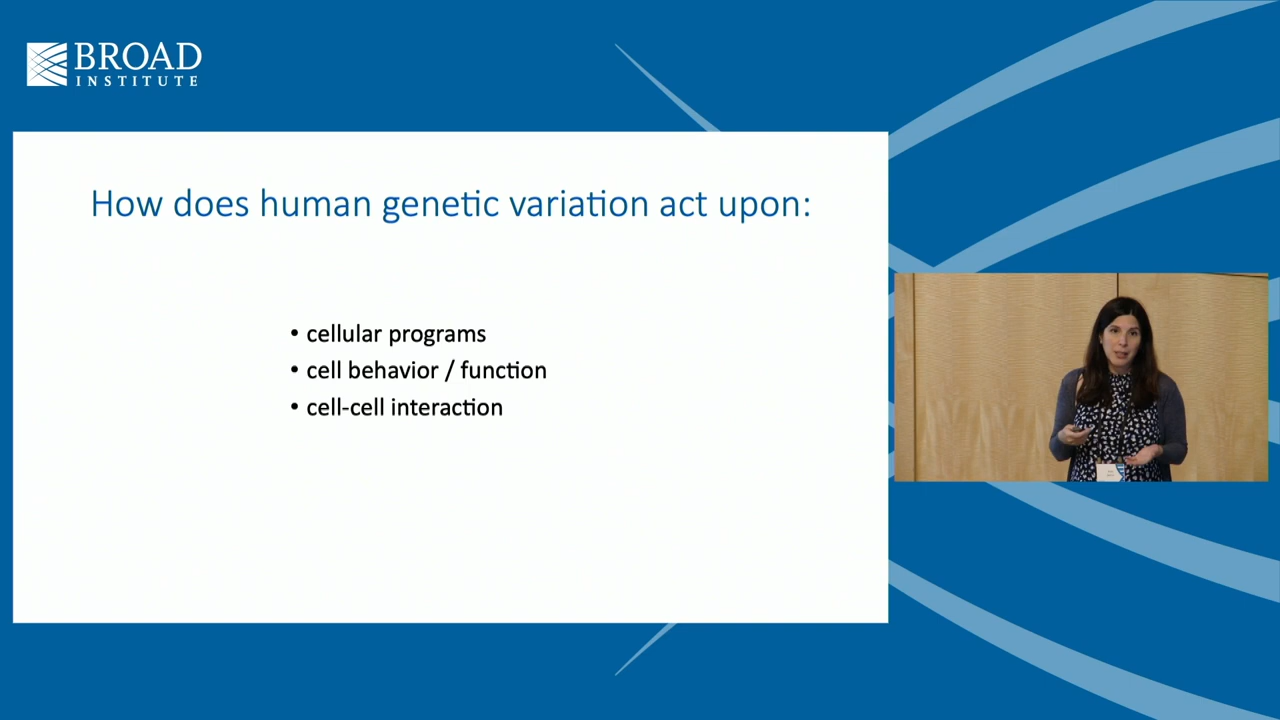 BROAD
INSTITUTE
How does human genetic variation act upon:
• cellular programs
• cell behavior / function
• cell-cell interaction